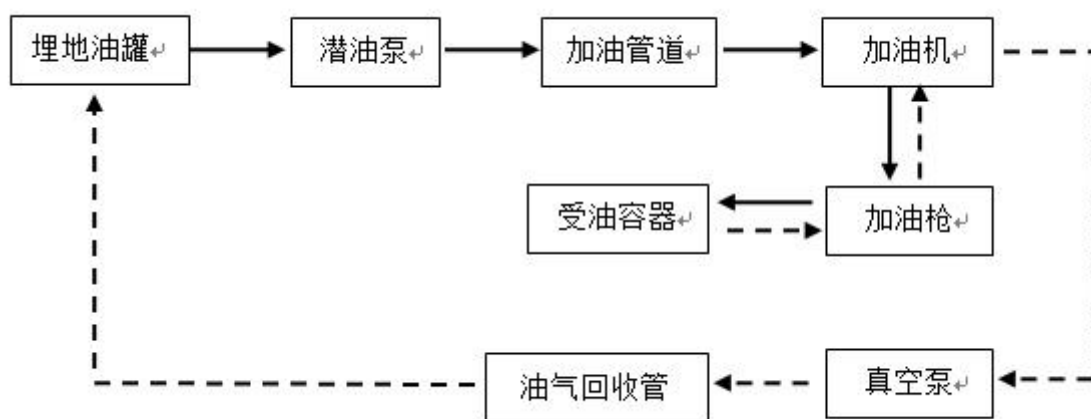 埋地油罐
潜油泵
加油管道
加油机
受油容器
加油枪
油气回收管
真空泵